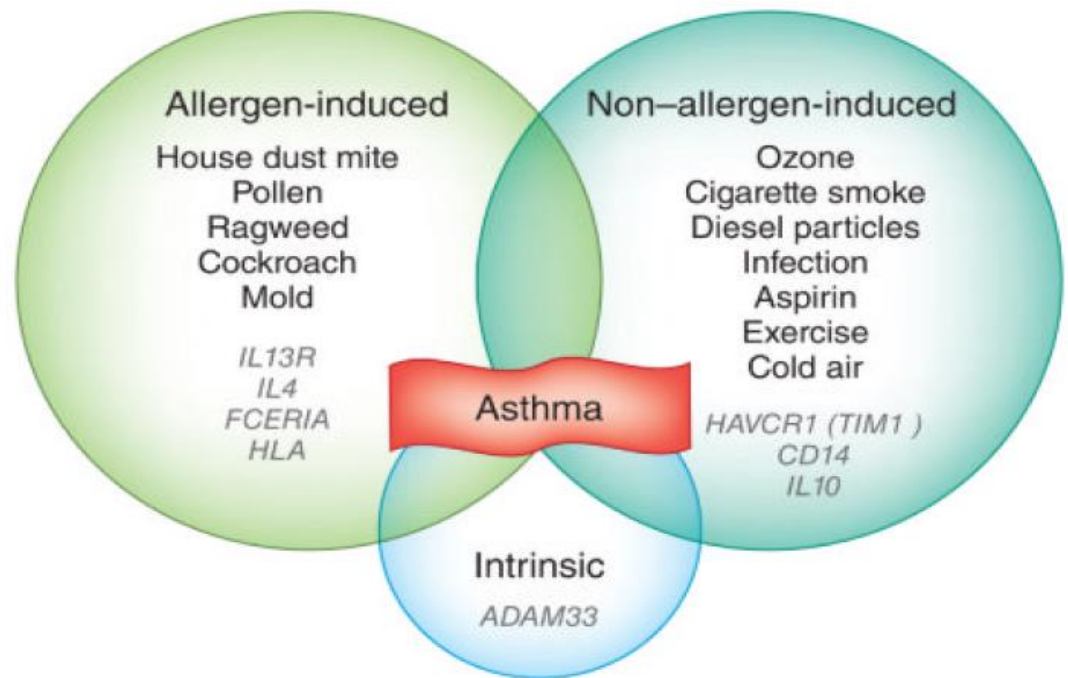 Allergen-induced
House dust mite
Pollen
Ragweed
Cockroach
Mold
IL13R
IL4
FCERIA
HLA
Non–allergen-induced
Ozone
Cigarette smoke
Diesel particles
Infection
Aspirin
Exercise
Cold air
HAVCR1 (TIM1 )
CD14
IL10
Asthma
Intrinsic
ADAM33